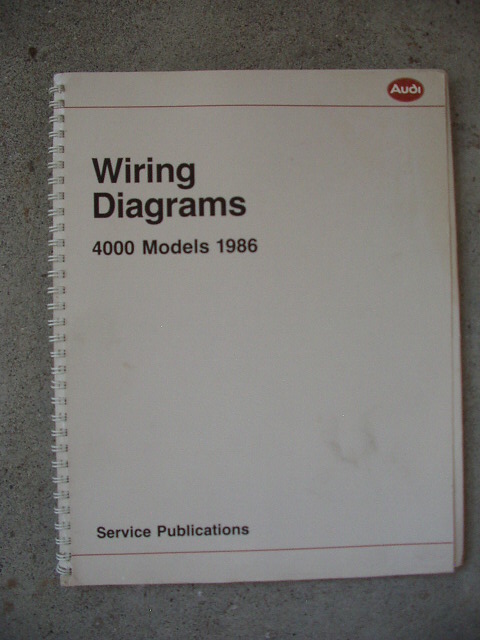 Audi
Wiring
Diagrams
4000 Models 1986
Service Publications